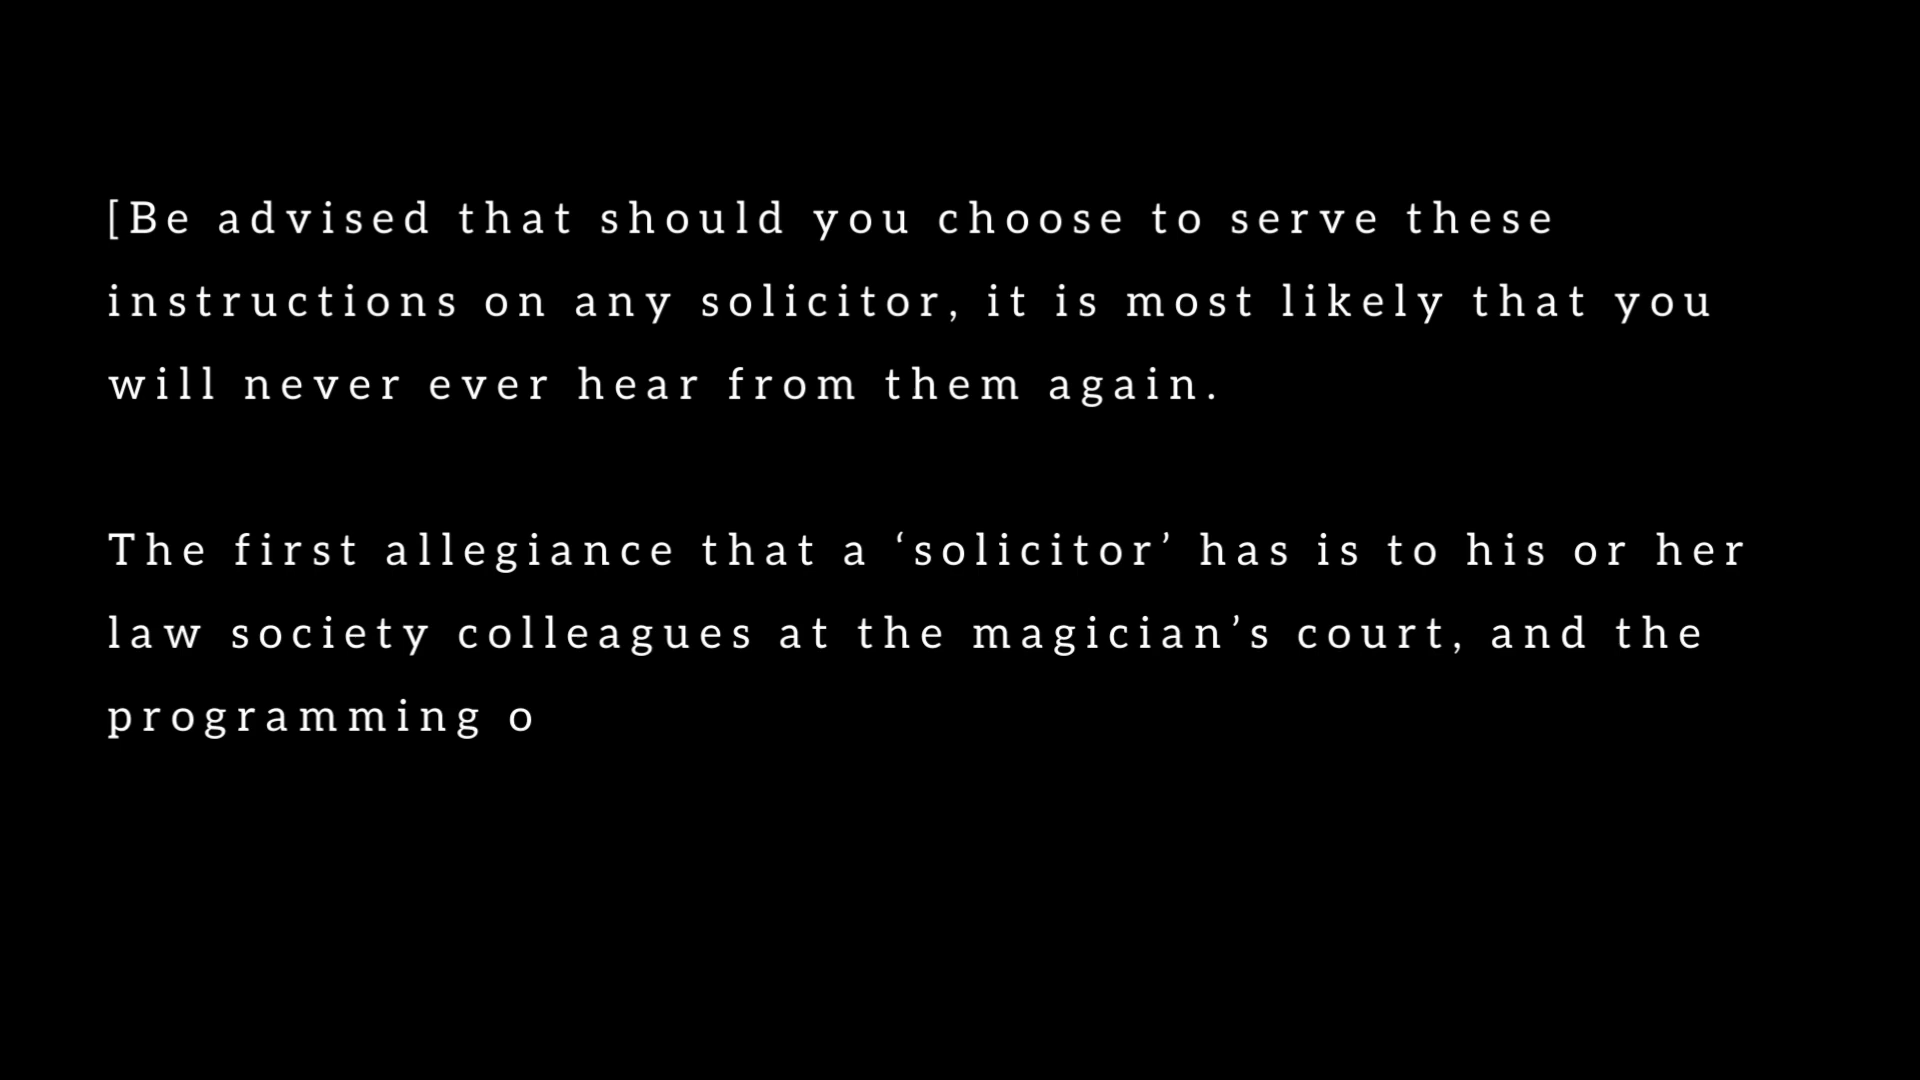 [Be advised that should you choose to serve these
instructions on any solicitor, it is most likely that you
will never ever hear from them again.
The first allegiance that a ‘solicitor’ has is to his or her
law society colleagues at the magician’s court, and the
programming o